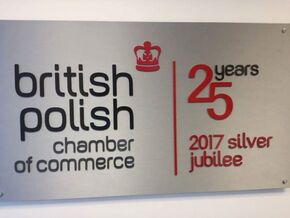 british
polish
chamber
of commerce
25 years
2017 silver
jubilee